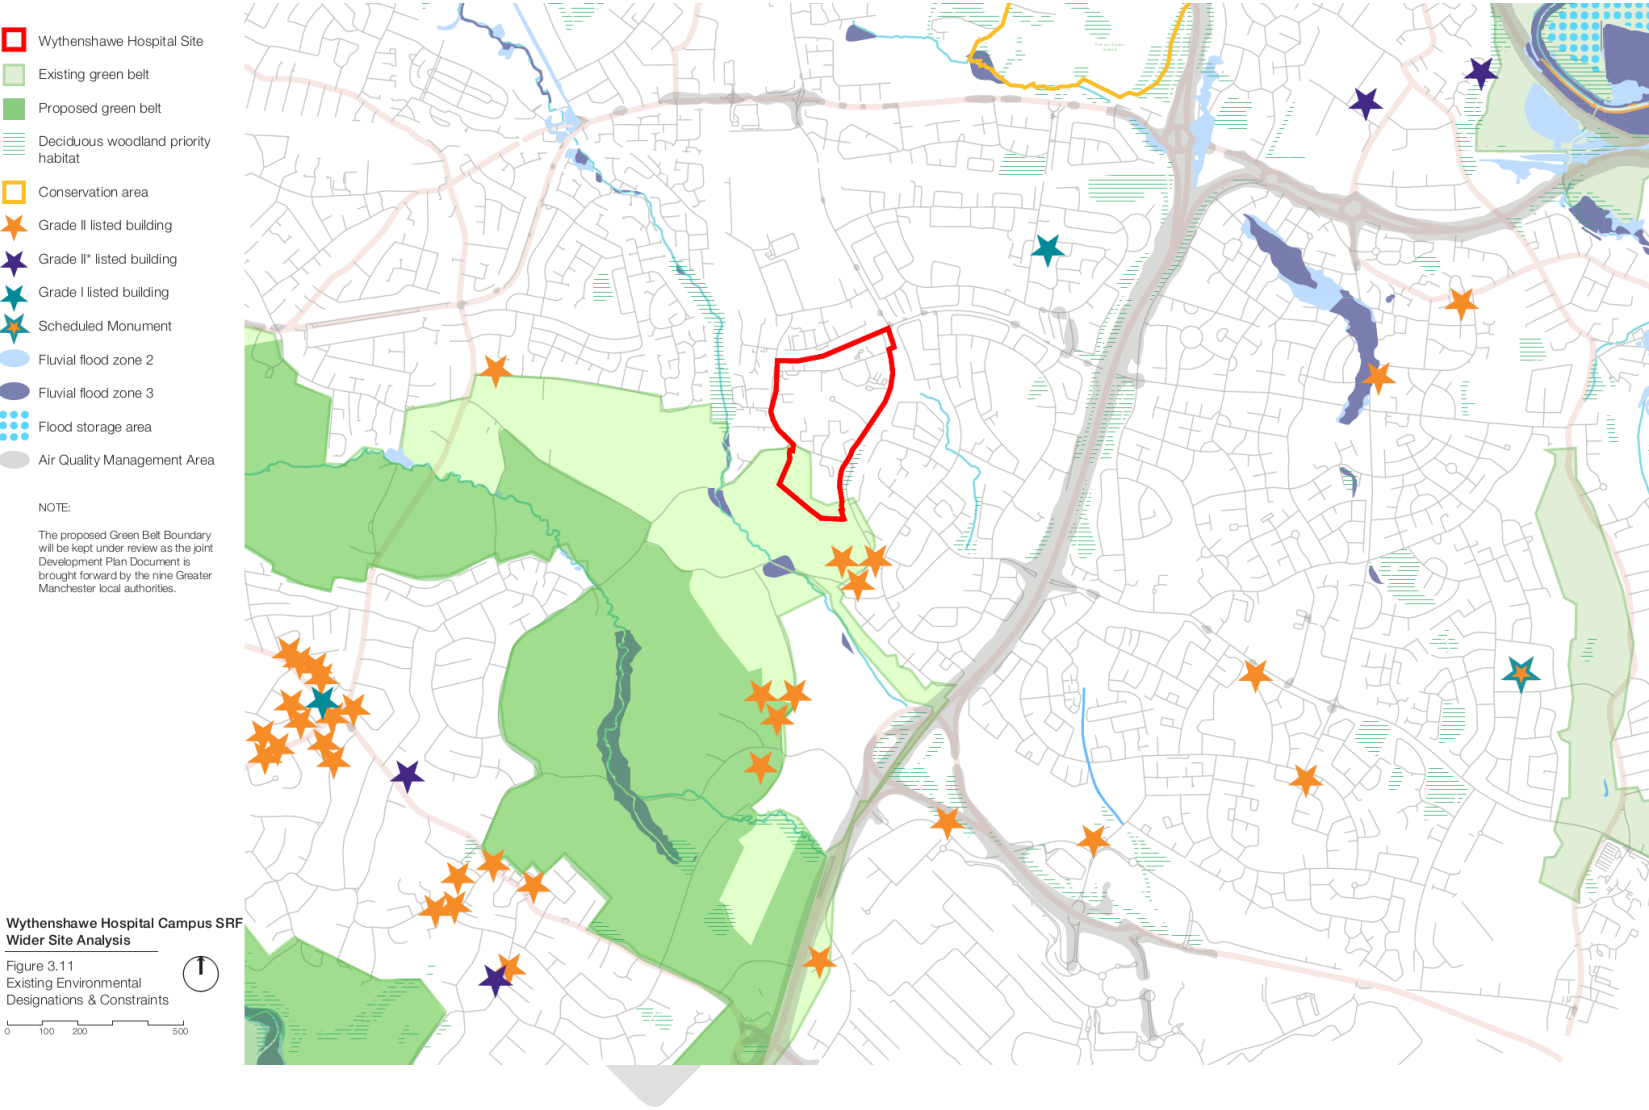 Wythenshawe Hospital Site
Existing green belt
Proposed green belt
Deciduous woodland priority
habitat
Conservation area
Grade II listed building
Grade II* listed building
Grade I listed building
Scheduled Monument
Fluvial flood zone 2
Fluvial flood zone 3
Flood storage area
Air Quality Management Area
NOTE:
The proposed Green Belt Boundary
will be kept under review as the joint
Development Plan Document is
brought forward by the nine Greater
Manchester local authorities.
Wythenshawe Hospital Campus SRF
Wider Site Analysis
Figure 3.11
Existing Environmental
Designations & Constraints
0 100 200 500